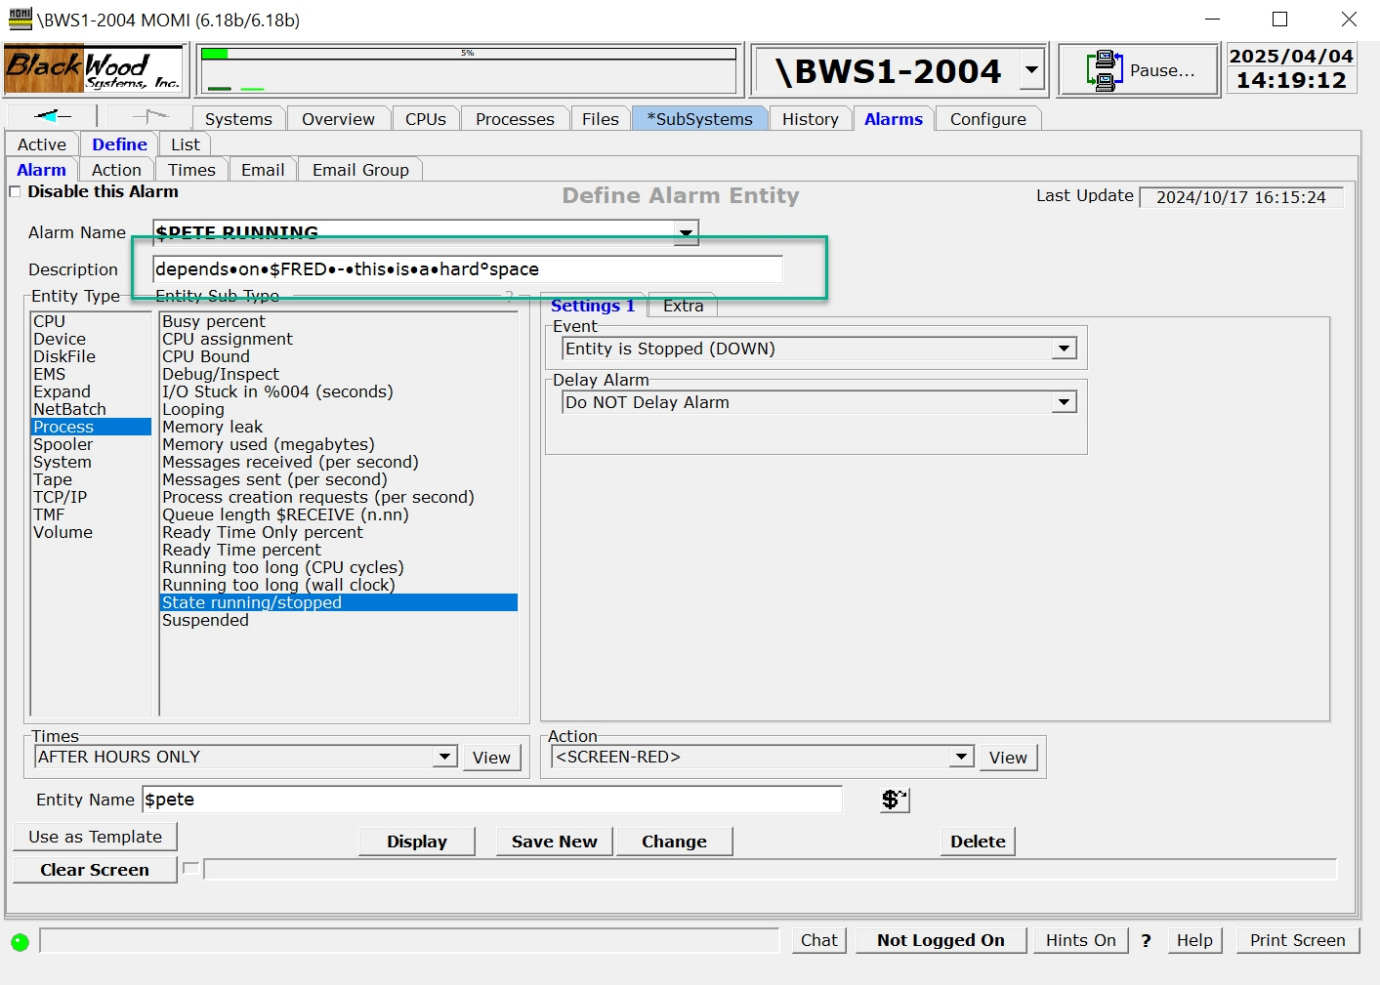 \BWS1-2004 MOMI (6.18b/6.18b)
BlackWood Systems, Inc.
5%
\BWS1-2004
Pause...
2025/04/04
14:19:12
Systems Overview CPUs Processes Files *SubSystems History Alarms Configure
Active Define List
Alarm Action Times Email Email Group
Disable this Alarm
Define Alarm Entity
Last Update 2024/10/17 16:15:24
Alarm Name $PETE RUNNING
Description depends•on•$FRED•-•this•is•a•hard°space
Entity Type
CPU
Device
DiskFile
EMS
Expand
NetBatch
Process
Spooler
System
Tape
TCP/IP
TMF
Volume
Entity Sub Type ?
Busy percent
CPU assignment
CPU Bound
Debug/Inspect
I/O Stuck in %004 (seconds)
Looping
Memory leak
Memory used (megabytes)
Messages received (per second)
Messages sent (per second)
Process creation requests (per second)
Queue length $RECEIVE (n.nn)
Ready Time Only percent
Ready Time percent
Running too long (CPU cycles)
Running too long (wall clock)
State running/stopped
Suspended
Settings 1 Extra
Event
Entity is Stopped (DOWN)
Delay Alarm
Do NOT Delay Alarm
Times
AFTER HOURS ONLY View
Action
<SCREEN-RED> View
Entity Name $pete $
Use as Template Display Save New Change Delete
Clear Screen
Chat Not Logged On Hints On ? Help Print Screen